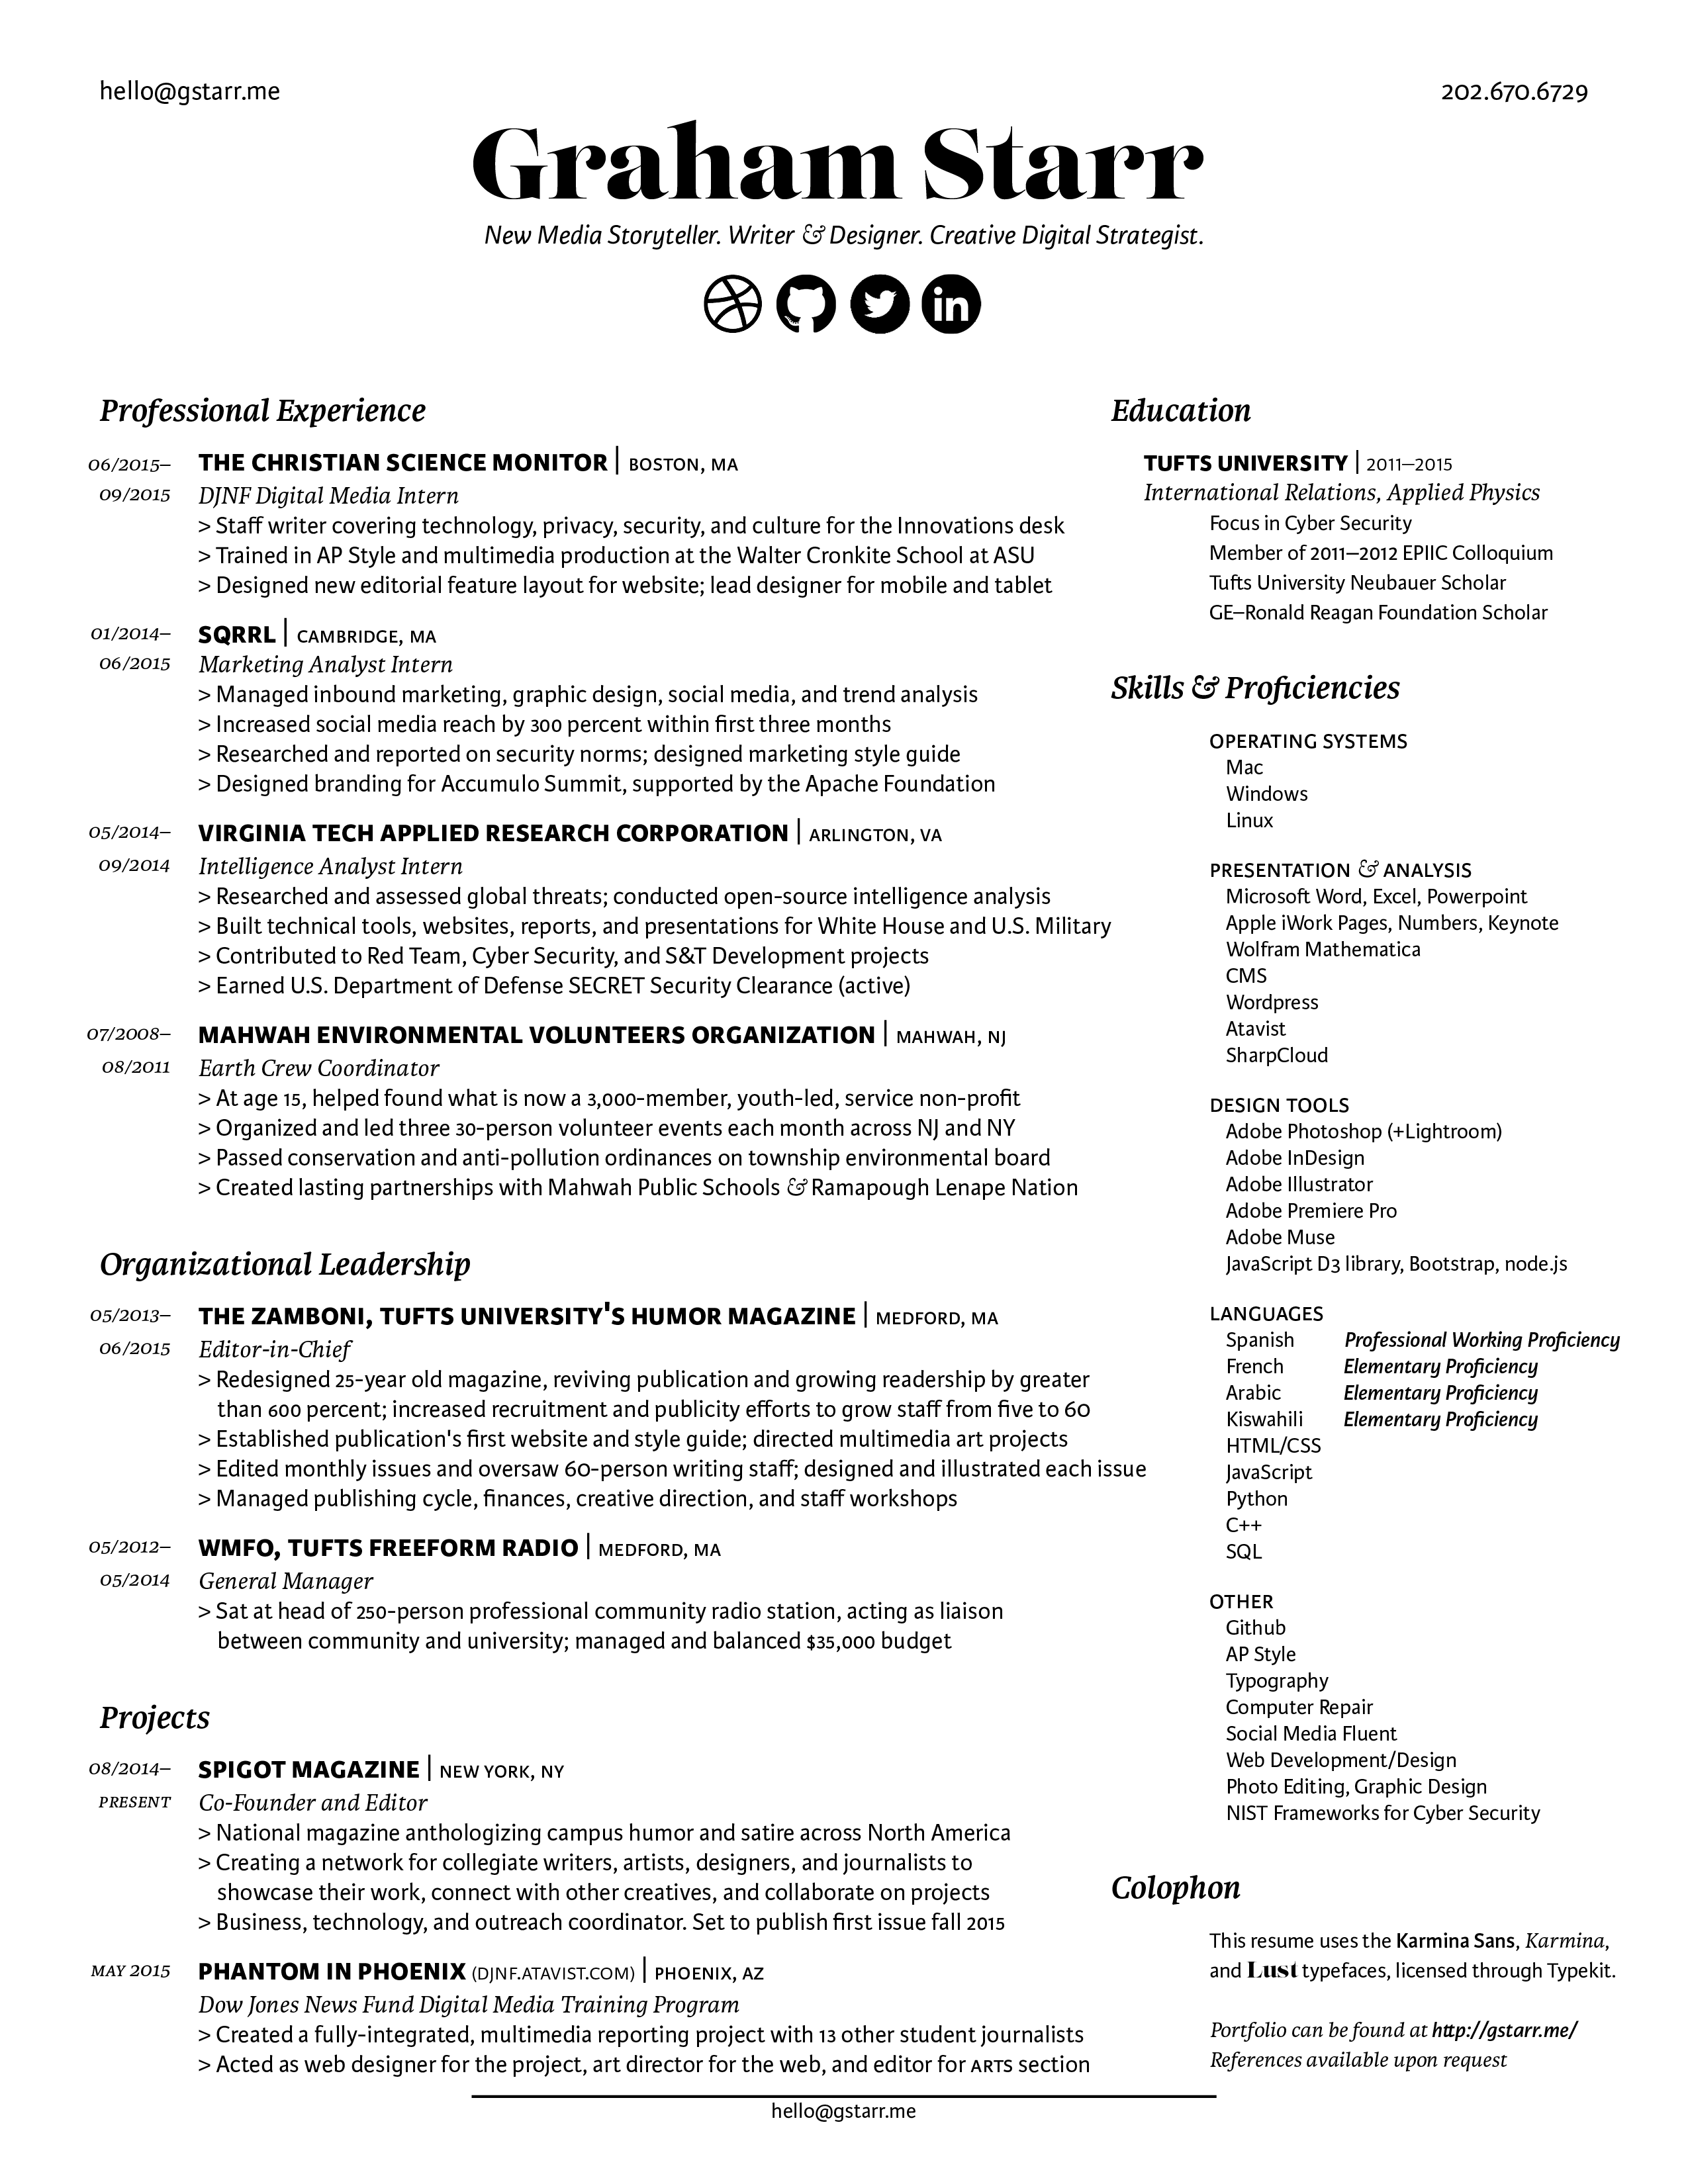 hello@gstarr.me
202.670.6729
Graham Starr
New Media Storyteller. Writer & Designer. Creative Digital Strategist.
in
Professional Experience
06/2015–
09/2015
THE CHRISTIAN SCIENCE MONITOR | BOSTON, MA
DJNF Digital Media Intern
> Staff writer covering technology, privacy, security, and culture for the Innovations desk
> Trained in AP Style and multimedia production at the Walter Cronkite School at ASU
> Designed new editorial feature layout for website; lead designer for mobile and tablet
01/2014–
06/2015
SQRRL | CAMBRIDGE, MA
Marketing Analyst Intern
> Managed inbound marketing, graphic design, social media, and trend analysis
> Increased social media reach by 300 percent within first three months
> Researched and reported on security norms; designed marketing style guide
> Designed branding for Accumulo Summit, supported by the Apache Foundation
05/2014–
09/2014
VIRGINIA TECH APPLIED RESEARCH CORPORATION | ARLINGTON, VA
Intelligence Analyst Intern
> Researched and assessed global threats; conducted open-source intelligence analysis
> Built technical tools, websites, reports, and presentations for White House and U.S. Military
> Contributed to Red Team, Cyber Security, and S&T Development projects
> Earned U.S. Department of Defense SECRET Security Clearance (active)
07/2008–
08/2011
MAHWAH ENVIRONMENTAL VOLUNTEERS ORGANIZATION | MAHWAH, NJ
Earth Crew Coordinator
> At age 15, helped found what is now a 3,000-member, youth-led, service non-profit
> Organized and led three 30-person volunteer events each month across NJ and NY
> Passed conservation and anti-pollution ordinances on township environmental board
> Created lasting partnerships with Mahwah Public Schools & Ramapough Lenape Nation
Organizational Leadership
05/2013–
06/2015
THE ZAMBONI, TUFTS UNIVERSITY'S HUMOR MAGAZINE | MEDFORD, MA
Editor-in-Chief
> Redesigned 25-year old magazine, reviving publication and growing readership by greater
than 600 percent; increased recruitment and publicity efforts to grow staff from five to 60
> Established publication's first website and style guide; directed multimedia art projects
> Edited monthly issues and oversaw 60-person writing staff; designed and illustrated each issue
> Managed publishing cycle, finances, creative direction, and staff workshops
05/2012–
05/2014
WMFO, TUFTS FREEFORM RADIO | MEDFORD, MA
General Manager
> Sat at head of 250-person professional community radio station, acting as liaison
between community and university; managed and balanced $35,000 budget
Projects
08/2014–
PRESENT
SPIGOT MAGAZINE | NEW YORK, NY
Co-Founder and Editor
> National magazine anthologizing campus humor and satire across North America
> Creating a network for collegiate writers, artists, designers, and journalists to
showcase their work, connect with other creatives, and collaborate on projects
> Business, technology, and outreach coordinator. Set to publish first issue fall 2015
MAY 2015
PHANTOM IN PHOENIX (DJNF.ATAVIST.COM) | PHOENIX, AZ
Dow Jones News Fund Digital Media Training Program
> Created a fully-integrated, multimedia reporting project with 13 other student journalists
> Acted as web designer for the project, art director for the web, and editor for ARTS section
Education
TUFTS UNIVERSITY | 2011–2015
International Relations, Applied Physics
Focus in Cyber Security
Member of 2011–2012 EPIIC Colloquium
Tufts University Neubauer Scholar
GE–Ronald Reagan Foundation Scholar
Skills & Proficiencies
OPERATING SYSTEMS
Mac
Windows
Linux
PRESENTATION & ANALYSIS
Microsoft Word, Excel, Powerpoint
Apple iWork Pages, Numbers, Keynote
Wolfram Mathematica
CMS
Wordpress
Atavist
SharpCloud
DESIGN TOOLS
Adobe Photoshop (+Lightroom)
Adobe InDesign
Adobe Illustrator
Adobe Premiere Pro
Adobe Muse
JavaScript D3 library, Bootstrap, node.js
LANGUAGES
Spanish Professional Working Proficiency
French Elementary Proficiency
Arabic Elementary Proficiency
Kiswahili Elementary Proficiency
HTML/CSS
JavaScript
Python
C++
SQL
OTHER
Github
AP Style
Typography
Computer Repair
Social Media Fluent
Web Development/Design
Photo Editing, Graphic Design
NIST Frameworks for Cyber Security
Colophon
This resume uses the Karmina Sans, Karmina,
and Lust typefaces, licensed through Typekit.
Portfolio can be found at http://gstarr.me/
References available upon request
hello@gstarr.me